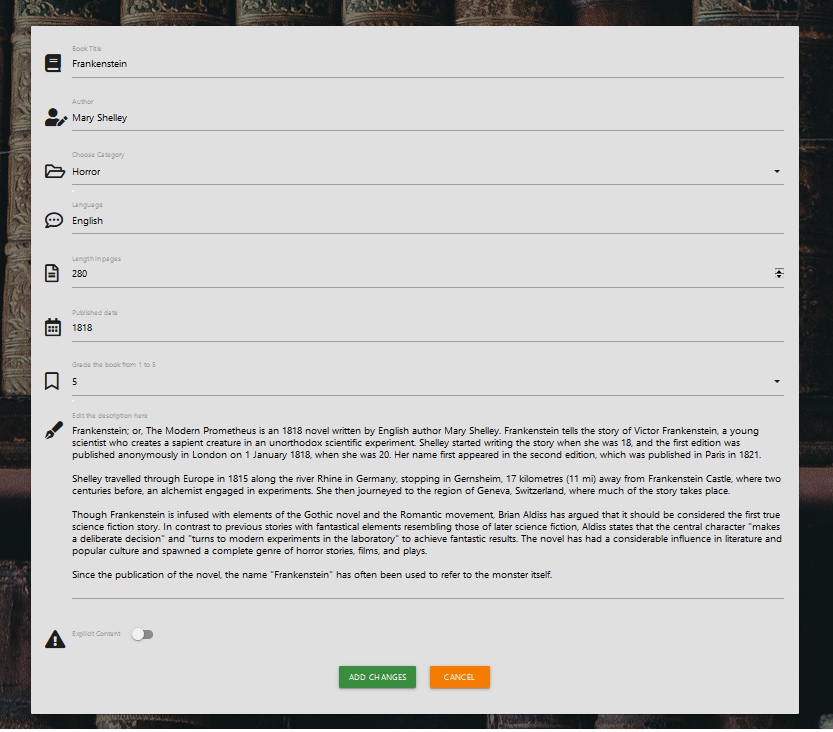 Book Title
Frankenstein
Author
Mary Shelley
Choose Category
Horror
Language
English
Length in pages
280
Published date
1818
Grade the book from 1 to 5
5
Edit the description here
Frankenstein; or, The Modern Prometheus is an 1818 novel written by English author Mary Shelley. Frankenstein tells the story of Victor Frankenstein, a young
scientist who creates a sapient creature in an unorthodox scientific experiment. Shelley started writing the story when she was 18, and the first edition was
published anonymously in London on 1 January 1818, when she was 20. Her name first appeared in the second edition, which was published in Paris in 1821.
Shelley travelled through Europe in 1815 along the river Rhine in Germany, stopping in Gernsheim, 17 kilometres (11 mi) away from Frankenstein Castle, where two
centuries before, an alchemist engaged in experiments. She then journeyed to the region of Geneva, Switzerland, where much of the story takes place.
Though Frankenstein is infused with elements of the Gothic novel and the Romantic movement, Brian Aldiss has argued that it should be considered the first true
science fiction story. In contrast to previous stories with fantastical elements resembling those of later science fiction, Aldiss states that the central character "makes
a deliberate decision" and "turns to modern experiments in the laboratory" to achieve fantastic results. The novel has had a considerable influence in literature and
popular culture and spawned a complete genre of horror stories, films, and plays.
Since the publication of the novel, the name "Frankenstein" has often been used to refer to the monster itself.
Explicit Content
ADD CHANGES
CANCEL